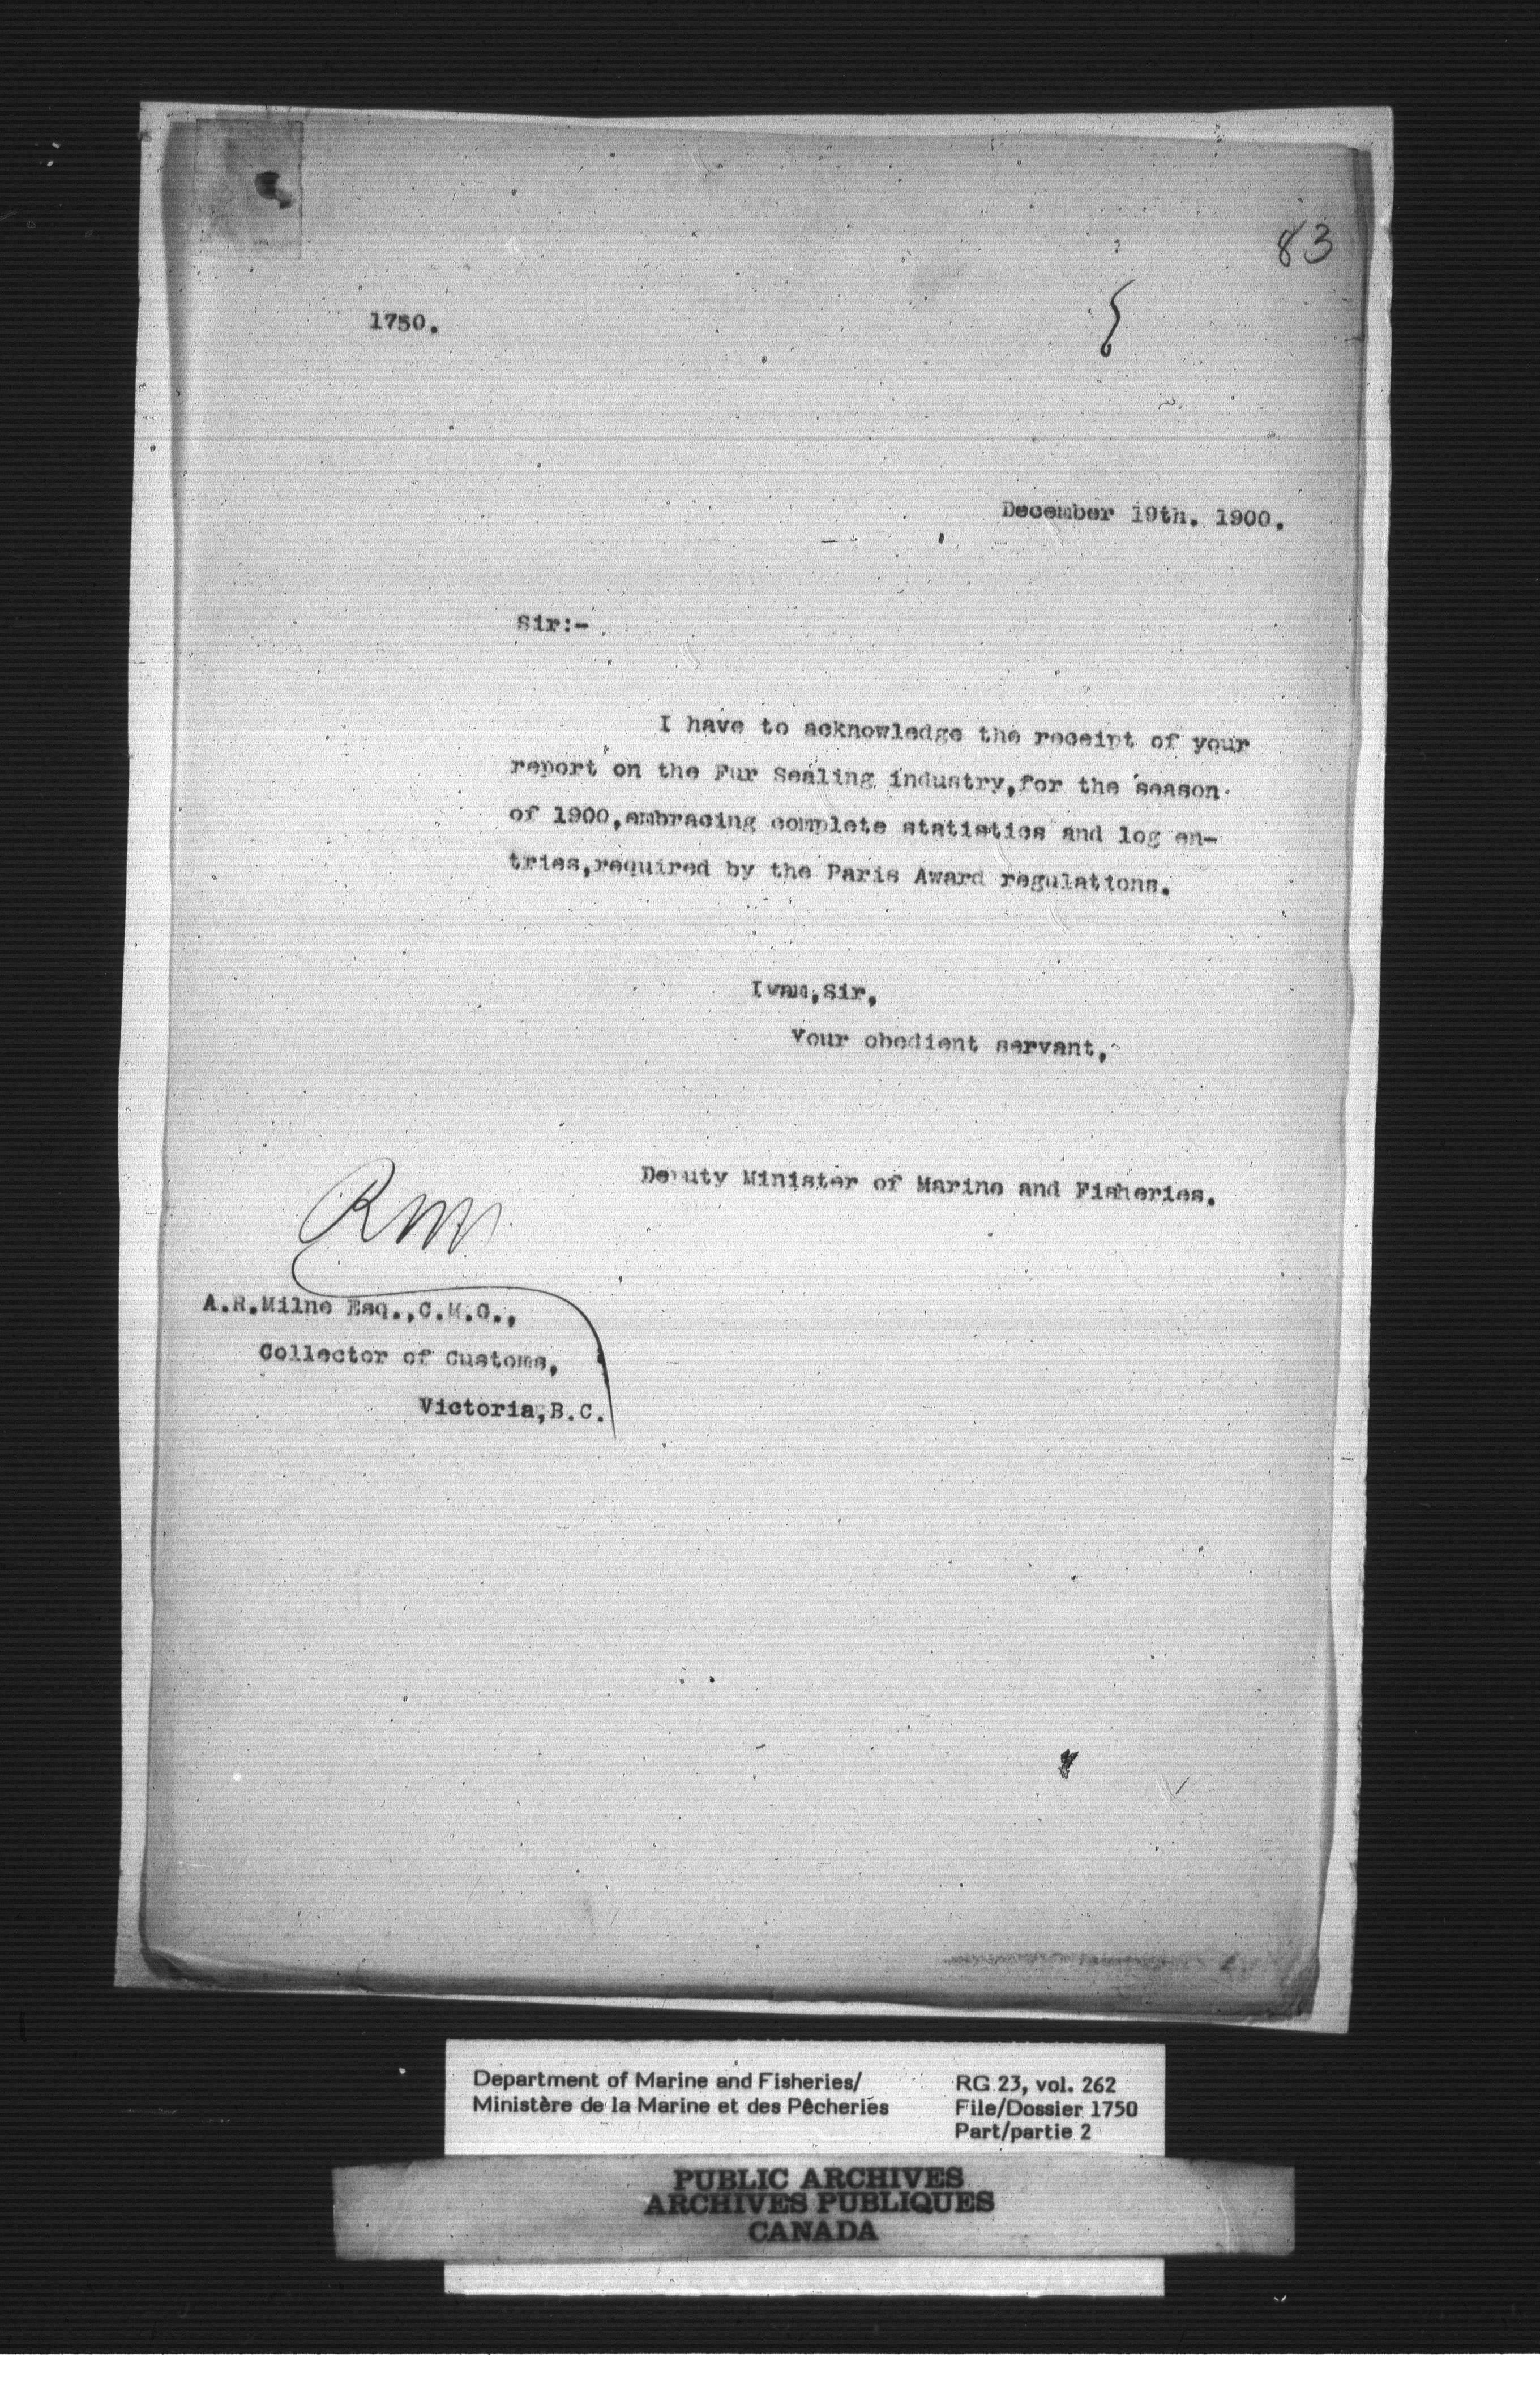 83
1750.
December 19th. 1900.
Sir:-
I have to acknowledge the receipt of your
report on the Fur Sealing industry,for the season
of 1900,embracing complete statistics and log en-
tries,required by the Paris Award regulations.
I am,Sir,
Your obedient servant,
Deputy Minister of Marine and Fisheries.
A.R.Milne Esq.,C.M.G.,
Collector of Customs,
Victoria,B.C.
Department of Marine and Fisheries/
Ministère de la Marine et des Pêcheries
RG 23, vol. 262
File/Dossier 1750
Part/partie 2
PUBLIC ARCHIVES
ARCHIVES PUBLIQUES
CANADA